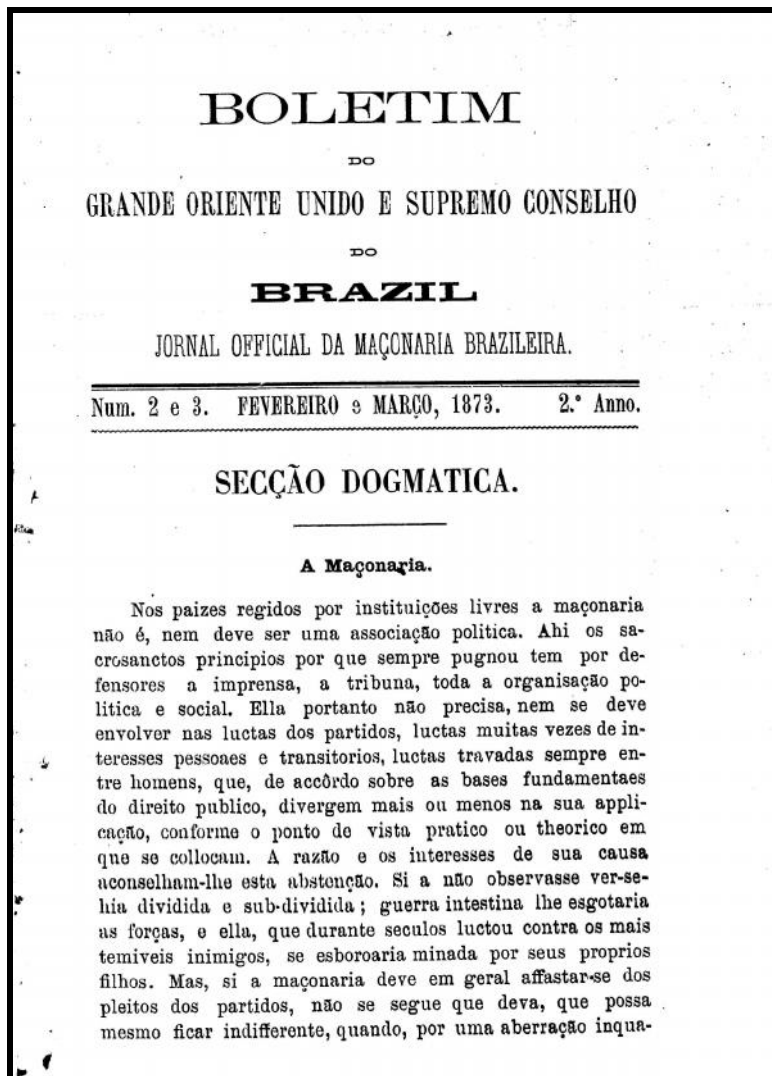 BOLETIM
DO
GRANDE ORIENTE UNIDO E SUPREMO CONSELHO
DO
BRAZIL
JORNAL OFFICIAL DA MAÇONARIA BRAZILEIRA.
Num. 2 e 3. FEVEREIRO e MARÇO, 1873. 2.º Anno.
SECÇÃO DOGMATICA.
A Maçonaria.
Nos paizes regidos por instituições livres a maçonaria
não é, nem deve ser uma associação politica. Ahi os sa-
crosanctos principios por que sempre pugnou tem por de-
fensores a imprensa, a tribuna, toda a organisação po-
litica e social. Ella portanto não precisa, nem se deve
envolver nas luctas dos partidos, luctas muitas vezes de in-
teresses pessoaes e transitorios, luctas travadas sempre en-
tre homens, que, de accôrdo sobre as bases fundamentaes
do direito publico, divergem mais ou menos na sua appli-
cação, conforme o ponto de vista pratico ou theorico em
que se collocam. A razão e os interesses de sua causa
aconselham-lhe esta abstenção. Si a não observasse ver-se-
hia dividida e sub-dividida; guerra intestina lhe esgotaria
as forças, e ella, que durante seculos luctou contra os mais
temiveis inimigos, se esboroaria minada por seus proprios
filhos. Mas, si a maçonaria deve em geral affastar-se dos
pleitos dos partidos, não se segue que deva, que possa
mesmo ficar indifferente, quando, por uma aberração inqua-